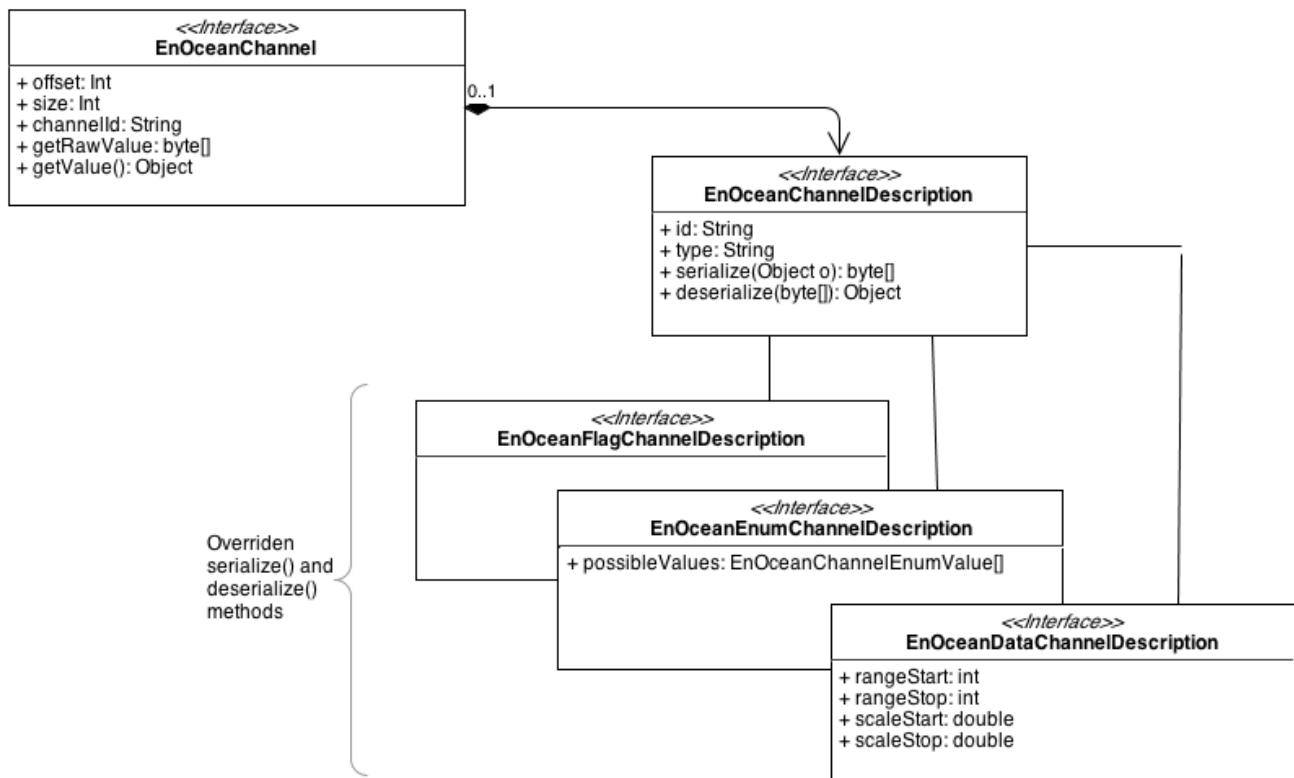 <<Interface>>
EnOceanChannel
+ offset: Int
+ size: Int
+ channelId: String
+ getRawValue: byte[]
+ getValue(): Object
0..1
<<Interface>>
EnOceanChannelDescription
+ id: String
+ type: String
+ serialize(Object o): byte[]
+ deserialize(byte[]): Object
<<Interface>>
EnOceanFlagChannelDescription
<<Interface>>
EnOceanEnumChannelDescription
+ possibleValues: EnOceanChannelEnumValue[]
Overriden
serialize() and
deserialize()
methods
<<Interface>>
EnOceanDataChannelDescription
+ rangeStart: int
+ rangeStop: int
+ scaleStart: double
+ scaleStop: double